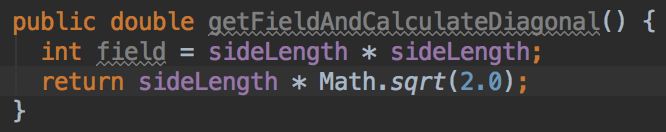 public double getFieldAndCalculateDiagonal() {
int field = sideLength * sideLength;
return sideLength * Math.sqrt(2.0);
}